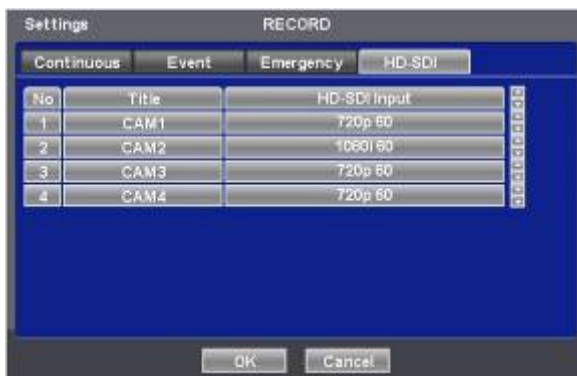 Settings RECORD
Continuous Event Emergency HD-SDI
No Title HD-SDI Input
1 CAM1 720p 60
2 CAM2 1080i 60
3 CAM3 720p 60
4 CAM4 720p 60
OK Cancel